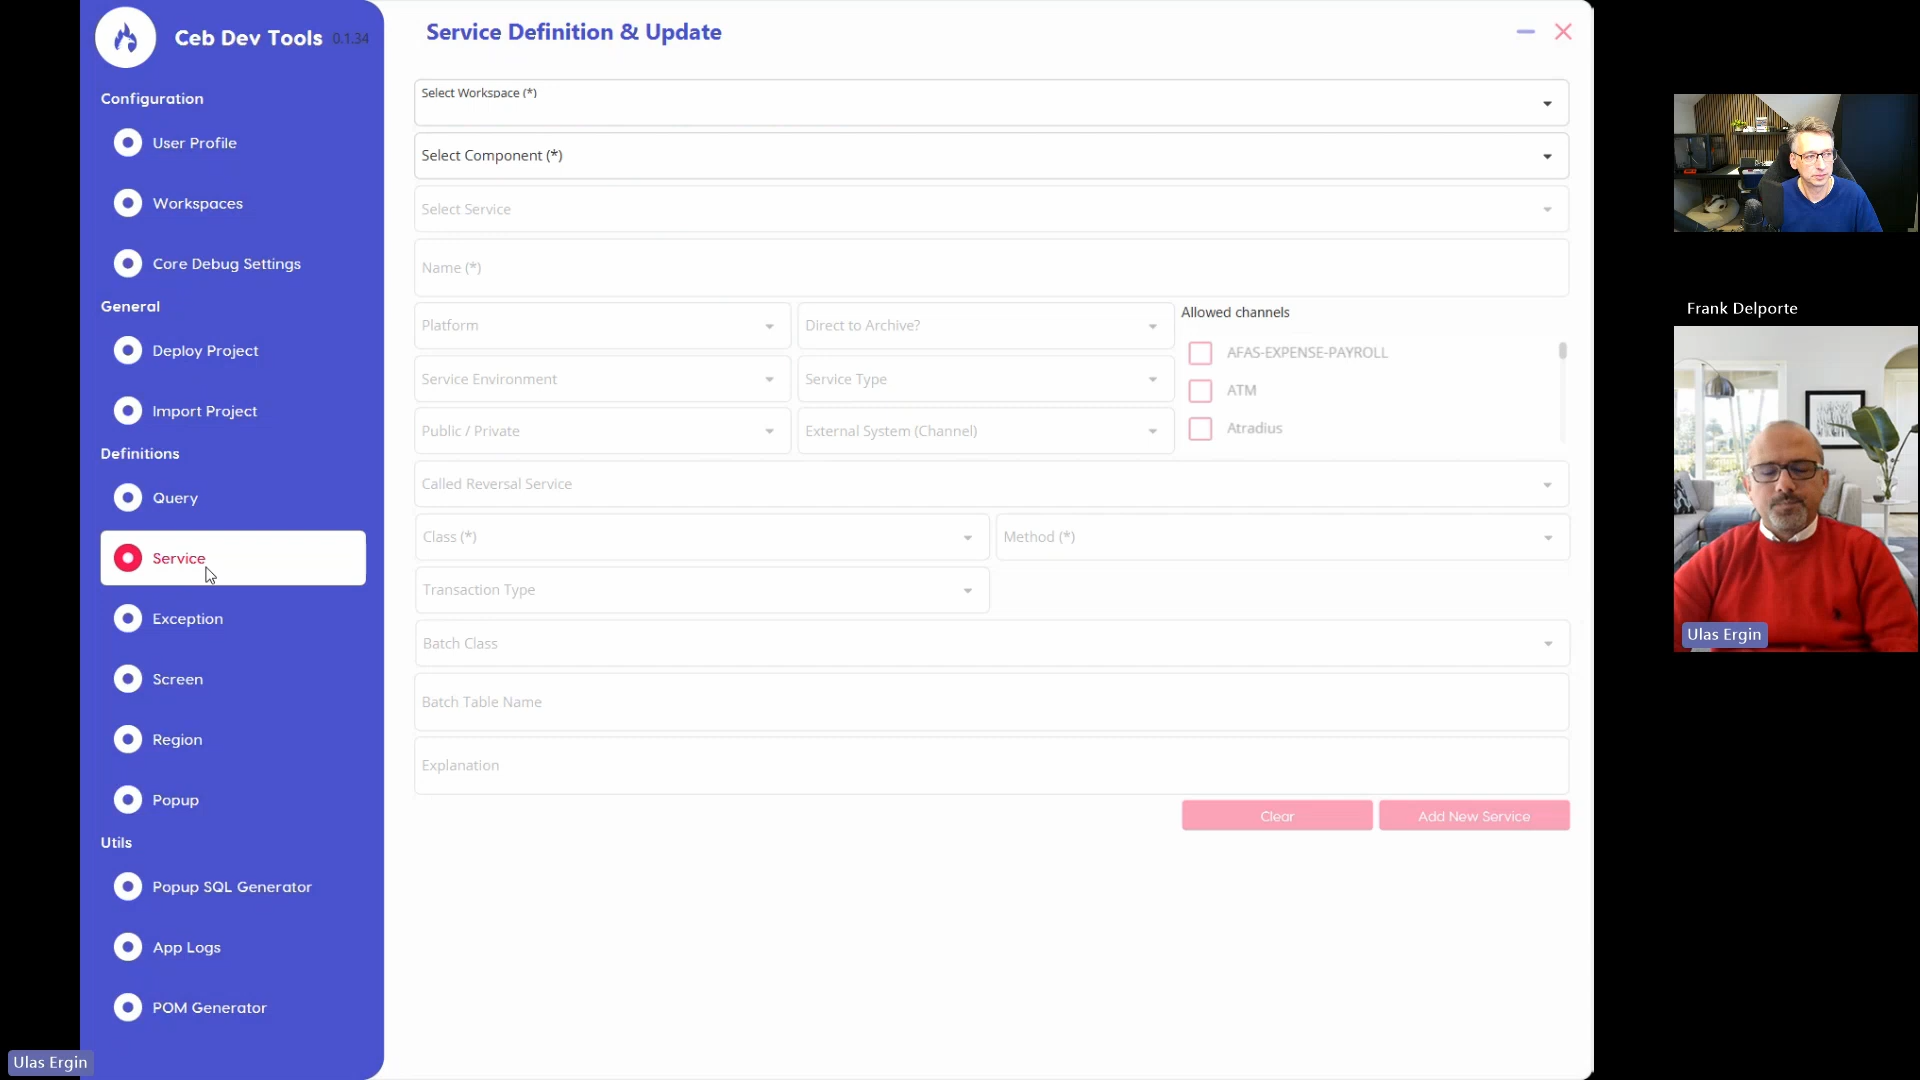 Ceb Dev Tools 0.1.34
Configuration
User Profile
Workspaces
Core Debug Settings
General
Deploy Project
Import Project
Definitions
Query
Service
Exception
Screen
Region
Popup
Utils
Popup SQL Generator
App Logs
POM Generator
Ulas Ergin
Service Definition & Update
Select Workspace (*)
Select Component (*)
Select Service
Name (*)
Platform
Direct to Archive?
Allowed channels
AFAS-EXPENSE-PAYROLL
Service Environment
Service Type
ATM
Public / Private
External System (Channel)
Atradius
Called Reversal Service
Class (*)
Method (*)
Transaction Type
Batch Class
Batch Table Name
Explanation
Clear
Add New Service
Frank Delporte
Ulas Ergin